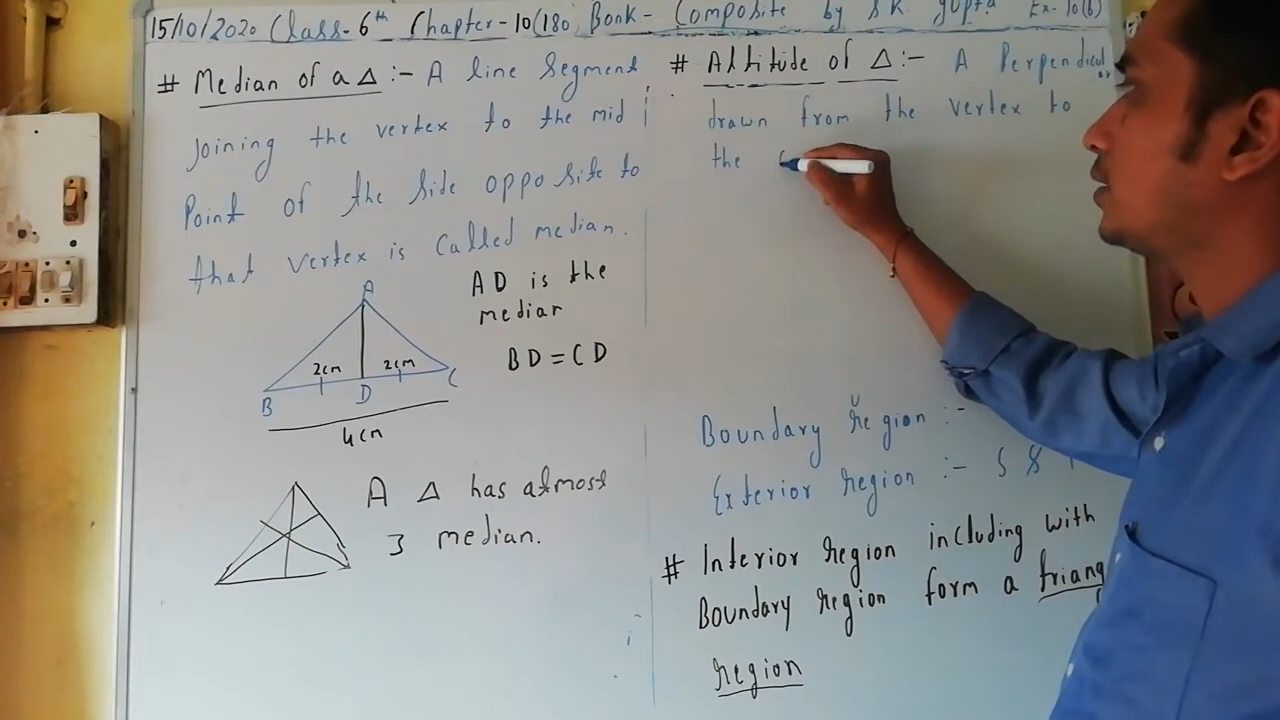 15/10/2020 Class-6th Chapter-10(180) Book- Composite by S K Gupta Ex-10(b)
# Median of a Δ :- A line segment
joining the vertex to the mid
Point of the side opposite to
that vertex is called median.
A
B
D
C
2cm
2cm
4cm
AD is the
median
BD = CD
A Δ has atmost
3 median.
# Altitude of Δ :- A Perpendicular
drawn from the vertex to
the
Boundary region :-
Exterior region :- S &
# Interior region including with
Boundary region form a triang
region